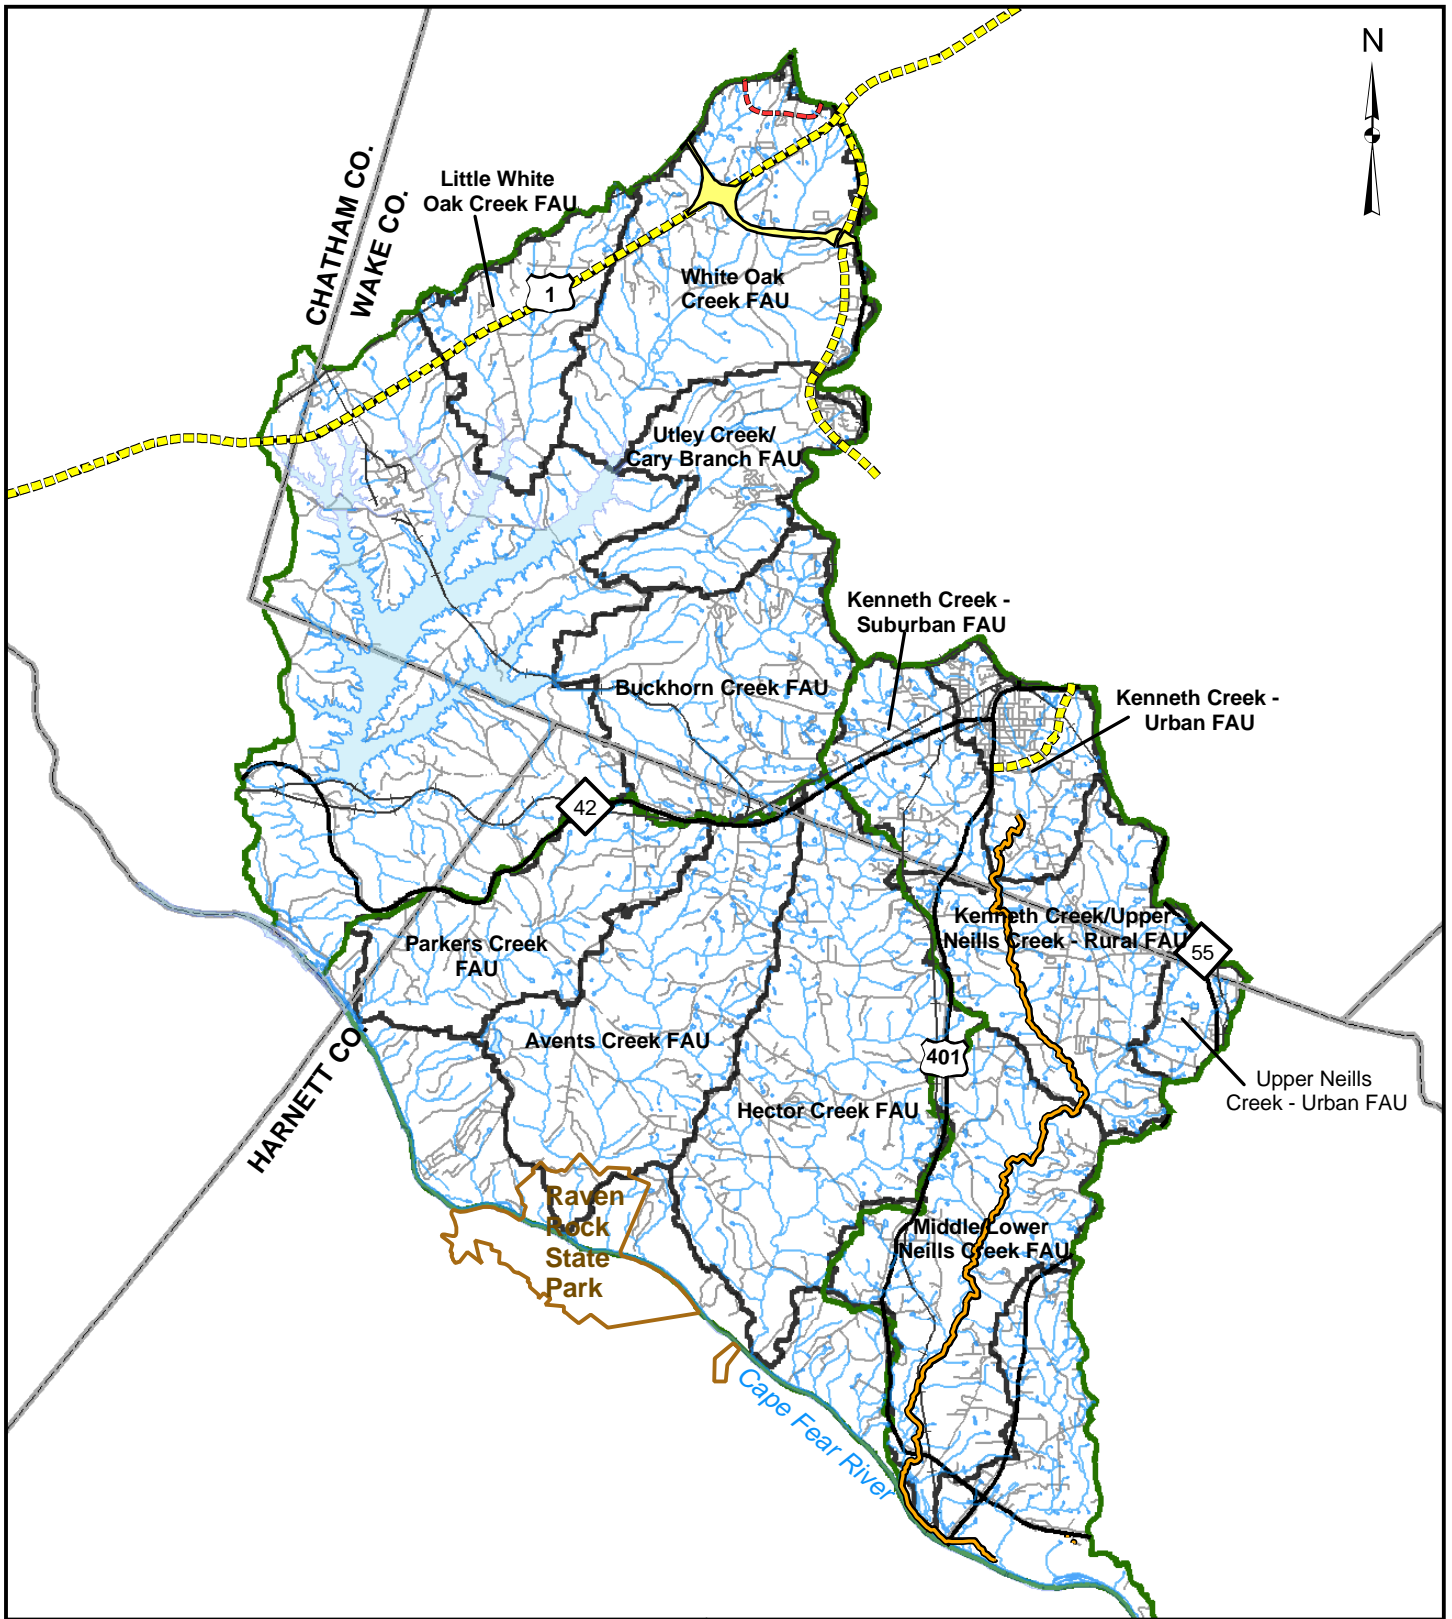 N
CHATHAM CO.
WAKE CO.
Little White
Oak Creek FAU
1
White Oak
Creek FAU
Utley Creek/
Cary Branch FAU
Kenneth Creek -
Suburban FAU
Buckhorn Creek FAU
Kenneth Creek -
Urban FAU
42
Kenneth Creek/Upper
Neills Creek - Rural FAU
55
Parkers Creek
FAU
Avents Creek FAU
401
HARNETT CO.
Upper Neills
Creek - Urban FAU
Hector Creek FAU
Raven
Rock
State
Park
Middle/Lower
Neills Creek FAU
Cape Fear River